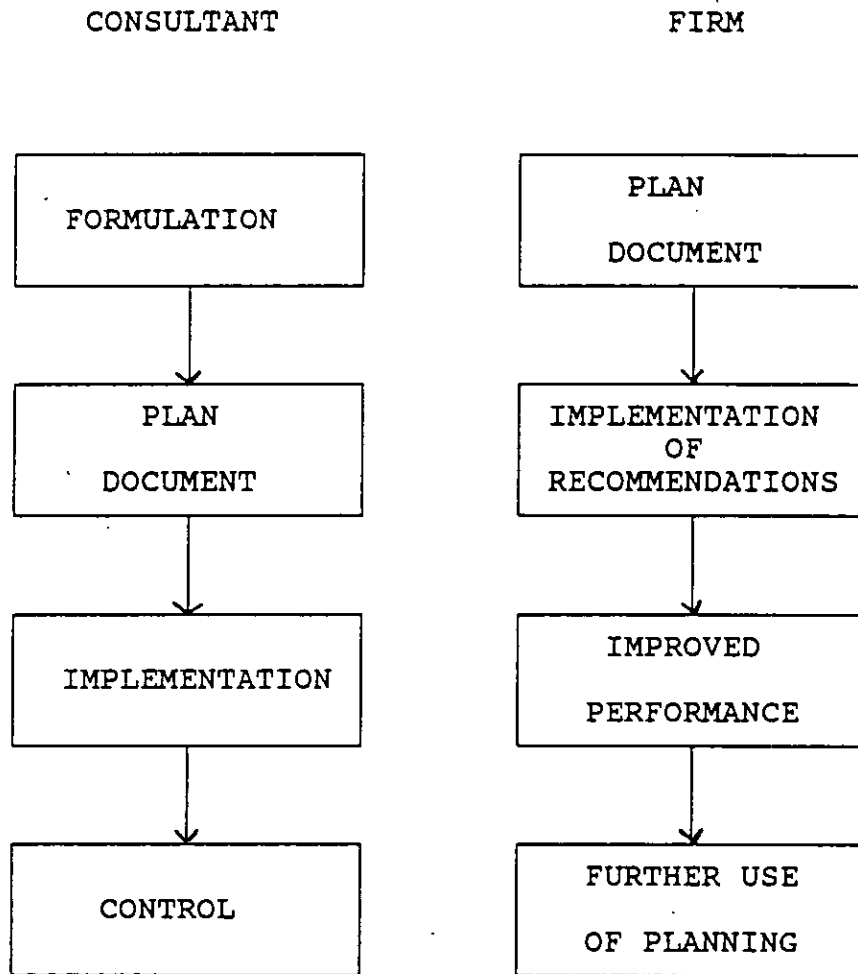 CONSULTANT
FORMULATION
PLAN
DOCUMENT
IMPLEMENTATION
CONTROL
FIRM
PLAN
DOCUMENT
IMPLEMENTATION
OF
RECOMMENDATIONS
IMPROVED
PERFORMANCE
FURTHER USE
OF PLANNING